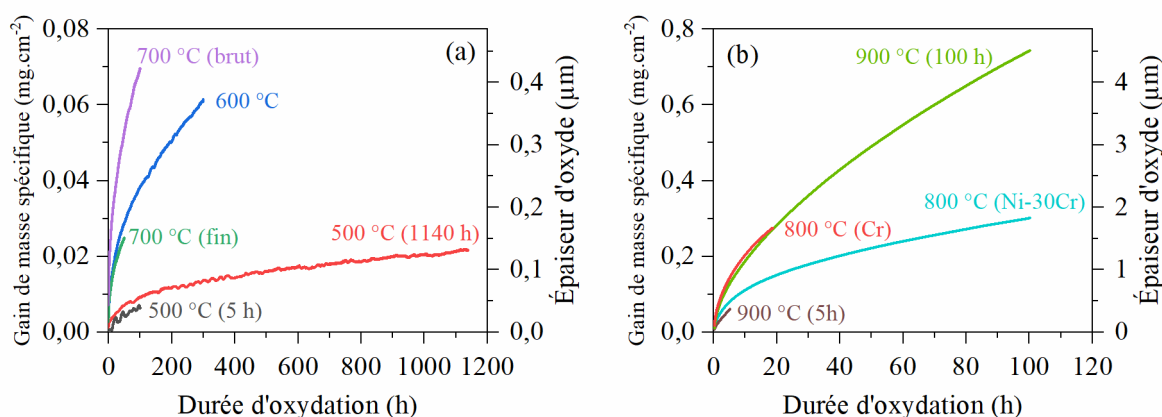 (a)
Gain de masse spécifique (mg.cm⁻²)
0,08
0,06
0,04
0,02
0,00
700 °C (brut)
600 °C
700 °C (fin)
500 °C (1140 h)
500 °C (5 h)
0,4
0,3
0,2
0,1
0
Épaiseur d'oxyde (µm)
0 200 400 600 800 1000 1200
Durée d'oxydation (h)
(b)
Gain de masse spécifique (mg.cm⁻²)
0,8
0,6
0,4
0,2
0,0
900 °C (100 h)
800 °C (Ni-30Cr)
800 °C (Cr)
900 °C (5h)
4
3
2
1
0
Épaiseur d'oxyde (µm)
0 20 40 60 80 100 120
Durée d'oxydation (h)